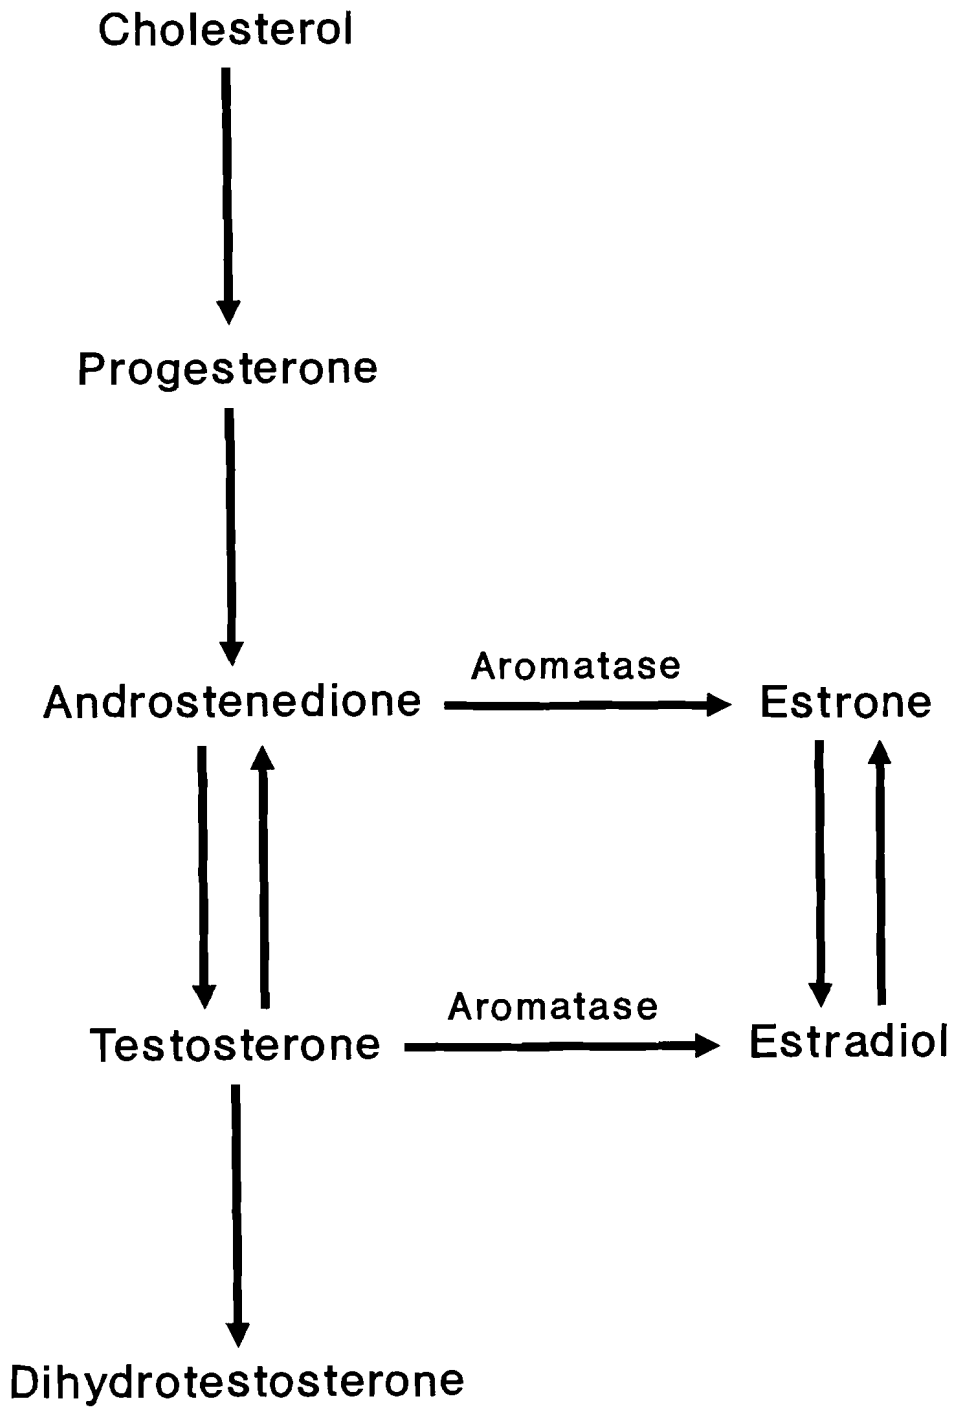 Cholesterol
Progesterone
Aromatase
Androstenedione
Estrone
Aromatase
Testosterone
Estradiol
Dihydrotestosterone